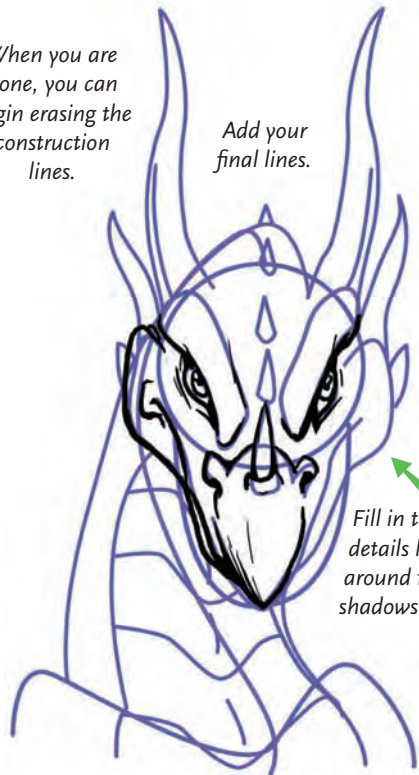 When you are
one, you can
gin erasing the
construction
lines.
Add your
final lines.
Fill in t
details l
around t
shadows